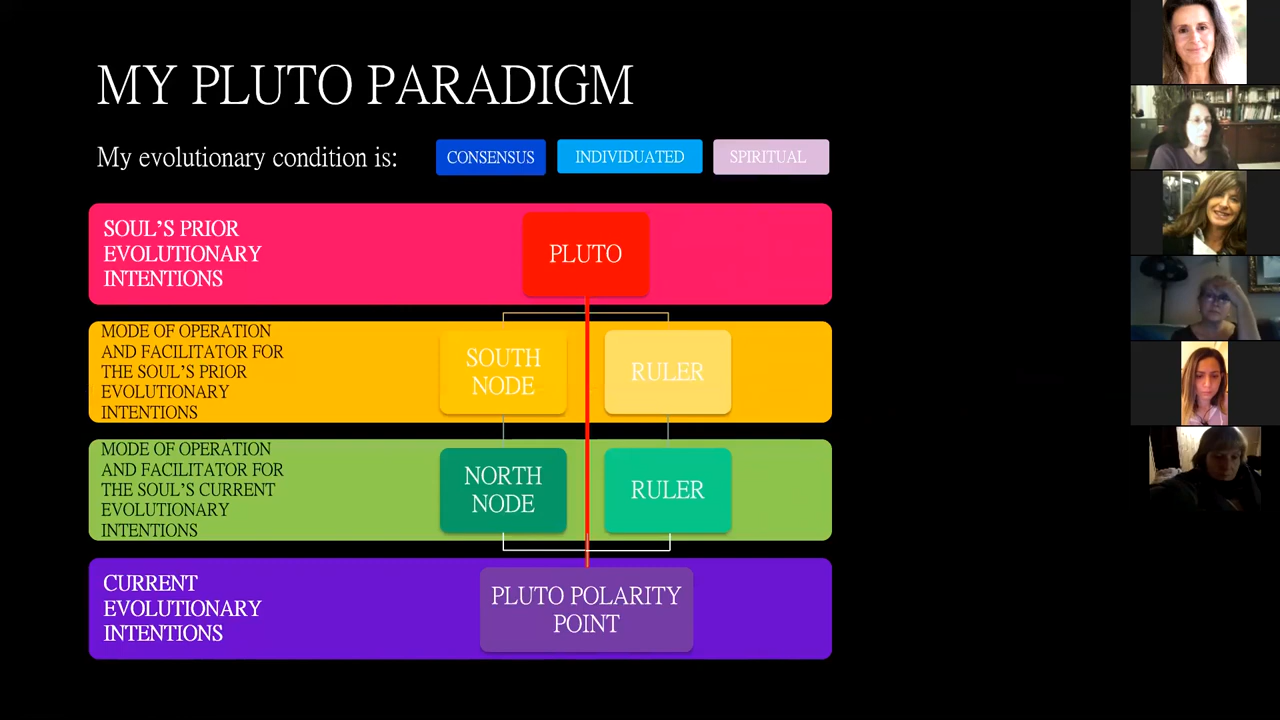 MY PLUTO PARADIGM
My evolutionary condition is:
CONSENSUS
INDIVIDUATED
SPIRITUAL
SOUL’S PRIOR
EVOLUTIONARY
INTENTIONS
PLUTO
MODE OF OPERATION
AND FACILITATOR FOR
THE SOUL’S PRIOR
EVOLUTIONARY
INTENTIONS
SOUTH
NODE
RULER
MODE OF OPERATION
AND FACILITATOR FOR
THE SOUL’S CURRENT
EVOLUTIONARY
INTENTIONS
NORTH
NODE
RULER
CURRENT
EVOLUTIONARY
INTENTIONS
PLUTO POLARITY
POINT